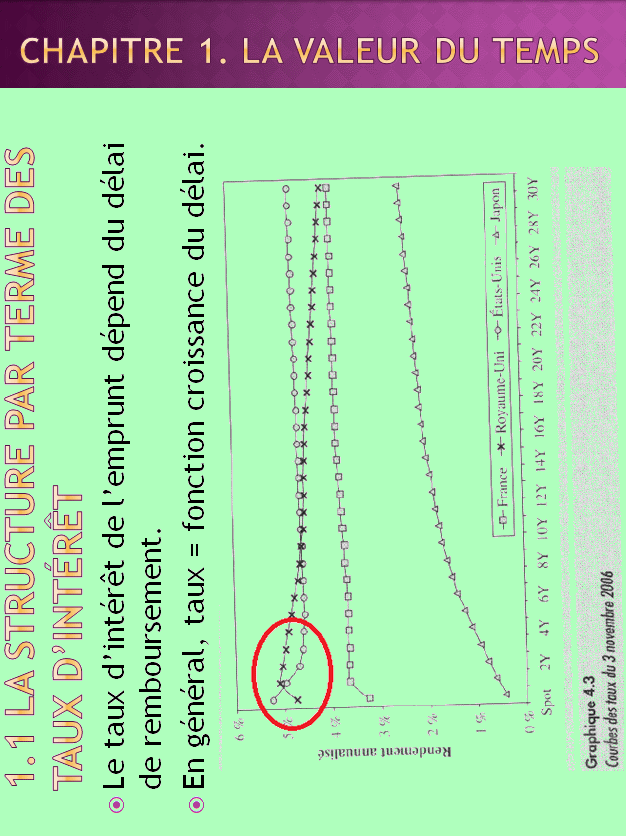 CHAPITRE 1. LA VALEUR DU TEMPS
1.1 LA STRUCTURE PAR TERME DES
TAUX D'INTÉRÊT
Le taux d'intérêt de l'emprunt dépend du délai
de remboursement.
En général, taux = fonction croissance du délai.
6 %
5 %
4 %
3 %
2 %
1 %
0 %
Rendement annualisé
Spot 2Y 4Y 6Y 8Y 10Y 12Y 14Y 16Y 18Y 20Y 22Y 24Y 26Y 28Y 30Y
France Royaume-Uni États-Unis Japon
Graphique 4.3
Courbes des taux du 3 novembre 2006